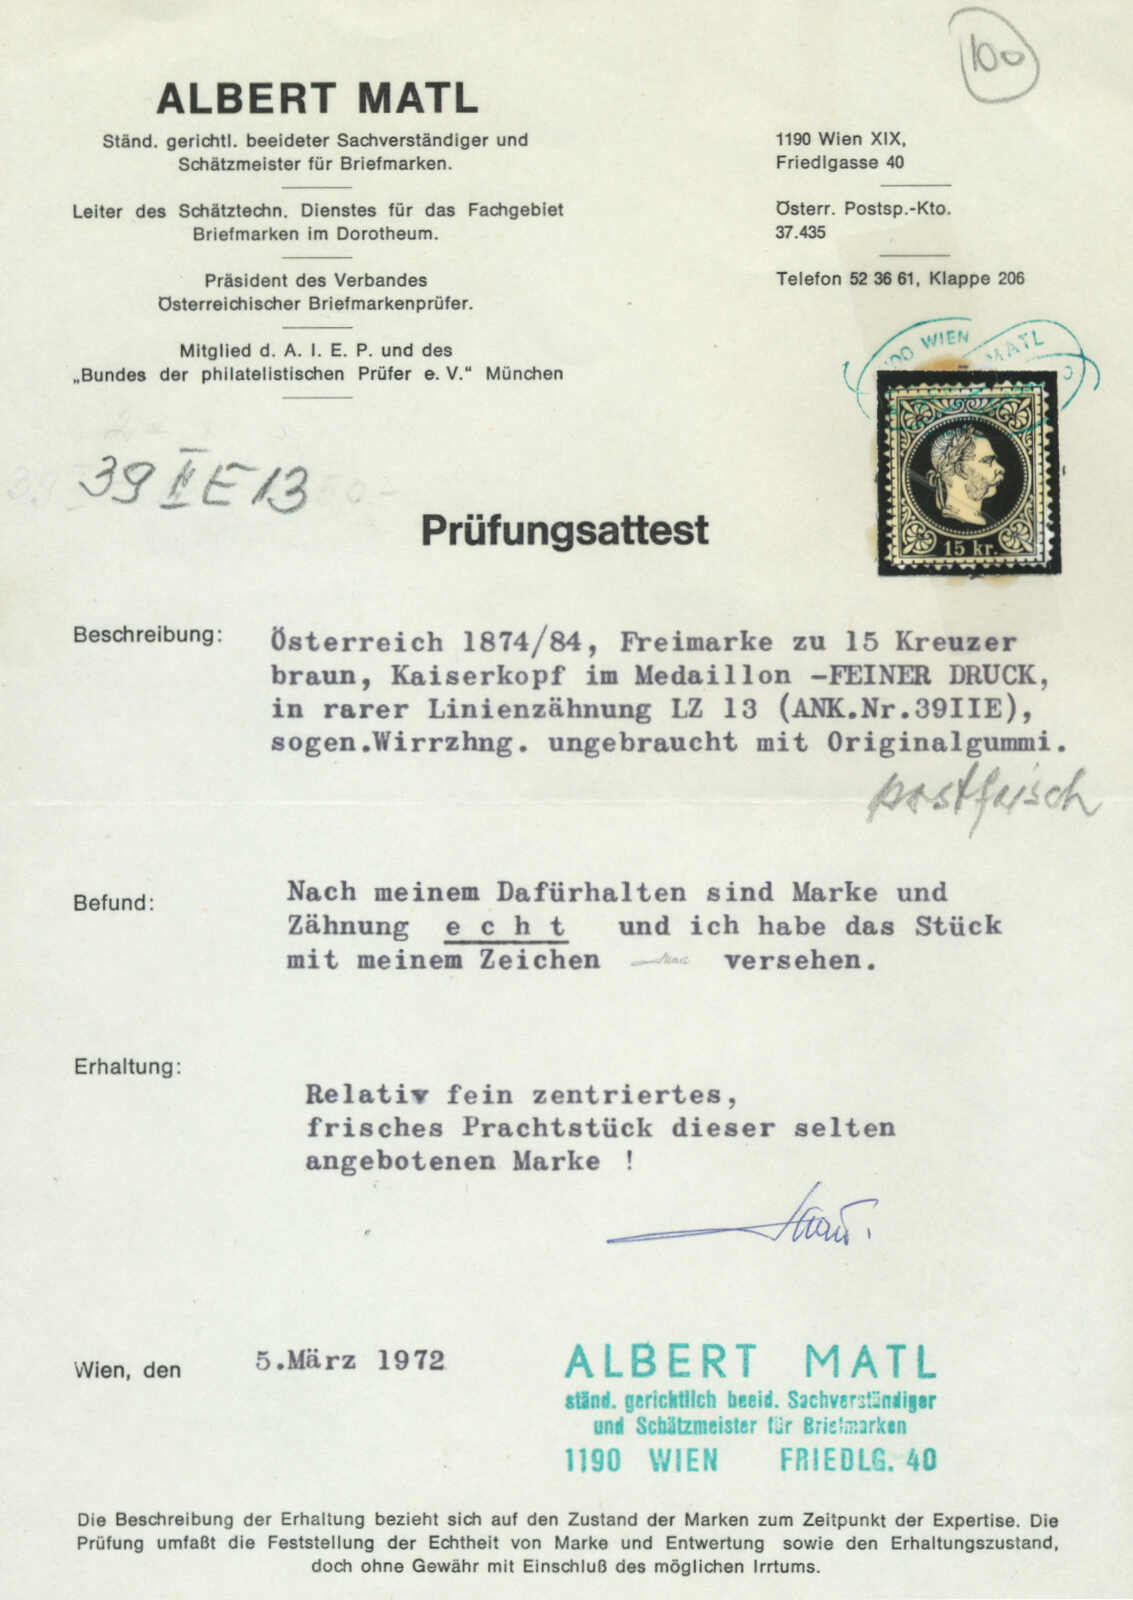 100
ALBERT MATL
Ständ. gerichtl. beeideter Sachverständiger und
Schätzmeister für Briefmarken.
Leiter des Schätztechn. Dienstes für das Fachgebiet
Briefmarken im Dorotheum.
Präsident des Verbandes
Österreichischer Briefmarkenprüfer.
Mitglied d. A. I. E. P. und des
„Bundes der philatelistischen Prüfer e. V.“ München
1190 Wien XIX,
Friedlgasse 40
Österr. Postsp.-Kto.
37.435
Telefon 52 36 61, Klappe 206
WIEN
MATL
15 kr.
39 II E 13
Prüfungsattest
Beschreibung:
Österreich 1874/84, Freimarke zu 15 Kreuzer
braun, Kaiserkopf im Medaillon -FEINER DRUCK,
in rarer Linienzähnung LZ 13 (ANK.Nr.39IIE),
sogen.Wirrzhng. ungebraucht mit Originalgummi.
postfrisch
Befund:
Nach meinem Dafürhalten sind Marke und
Zähnung e c h t und ich habe das Stück
mit meinem Zeichen versehen.
Erhaltung:
Relativ fein zentriertes,
frisches Prachtstück dieser selten
angebotenen Marke !
Wien, den 5.März 1972
ALBERT MATL
ständ. gerichtlich beeid. Sachverständiger
und Schätzmeister für Briefmarken
1190 WIEN FRIEDLG. 40
Die Beschreibung der Erhaltung bezieht sich auf den Zustand der Marken zum Zeitpunkt der Expertise. Die
Prüfung umfaßt die Feststellung der Echtheit von Marke und Entwertung sowie den Erhaltungszustand,
doch ohne Gewähr mit Einschluß des möglichen Irrtums.